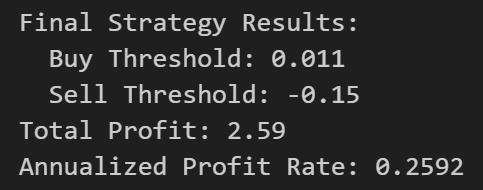 Final Strategy Results:
Buy Threshold: 0.011
Sell Threshold: -0.15
Total Profit: 2.59
Annualized Profit Rate: 0.2592